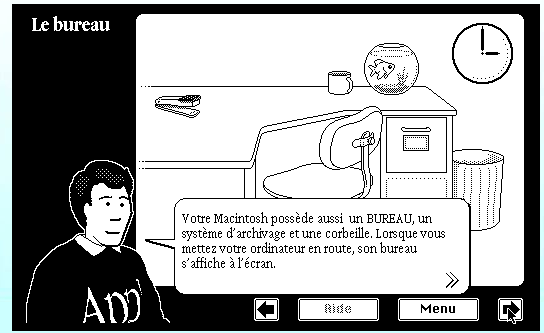 Le bureau
Votre Macintosh possède aussi un BUREAU, un
système d'archivage et une corbeille. Lorsque vous
mettez votre ordinateur en route, son bureau
s'affiche à l'écran.
App
Aide
Menu